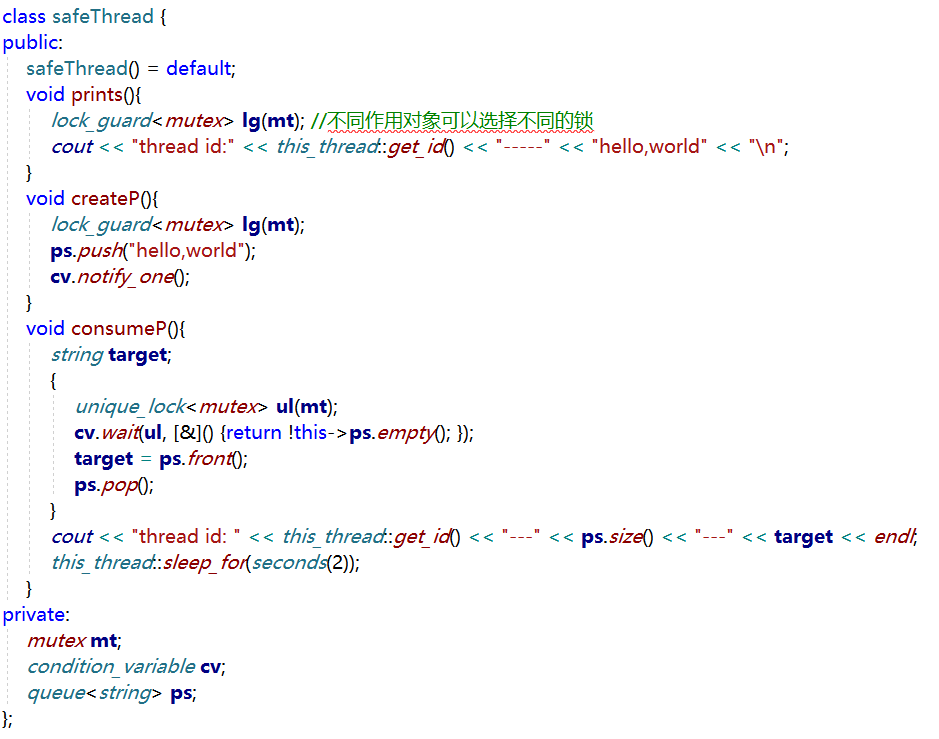 class safeThread {
public:
safeThread() = default;
void prints(){
lock_guard<mutex> lg(mt); //不同作用对象可以选择不同的锁
cout << "thread id:" << this_thread::get_id() << "-----" << "hello,world" << "\n";
}
void createP(){
lock_guard<mutex> lg(mt);
ps.push("hello,world");
cv.notify_one();
}
void consumeP(){
string target;
{
unique_lock<mutex> ul(mt);
cv.wait(ul, [&]() {return !this->ps.empty(); });
target = ps.front();
ps.pop();
}
cout << "thread id: " << this_thread::get_id() << "---" << ps.size() << "---" << target << endl;
this_thread::sleep_for(seconds(2));
}
private:
mutex mt;
condition_variable cv;
queue<string> ps;
};